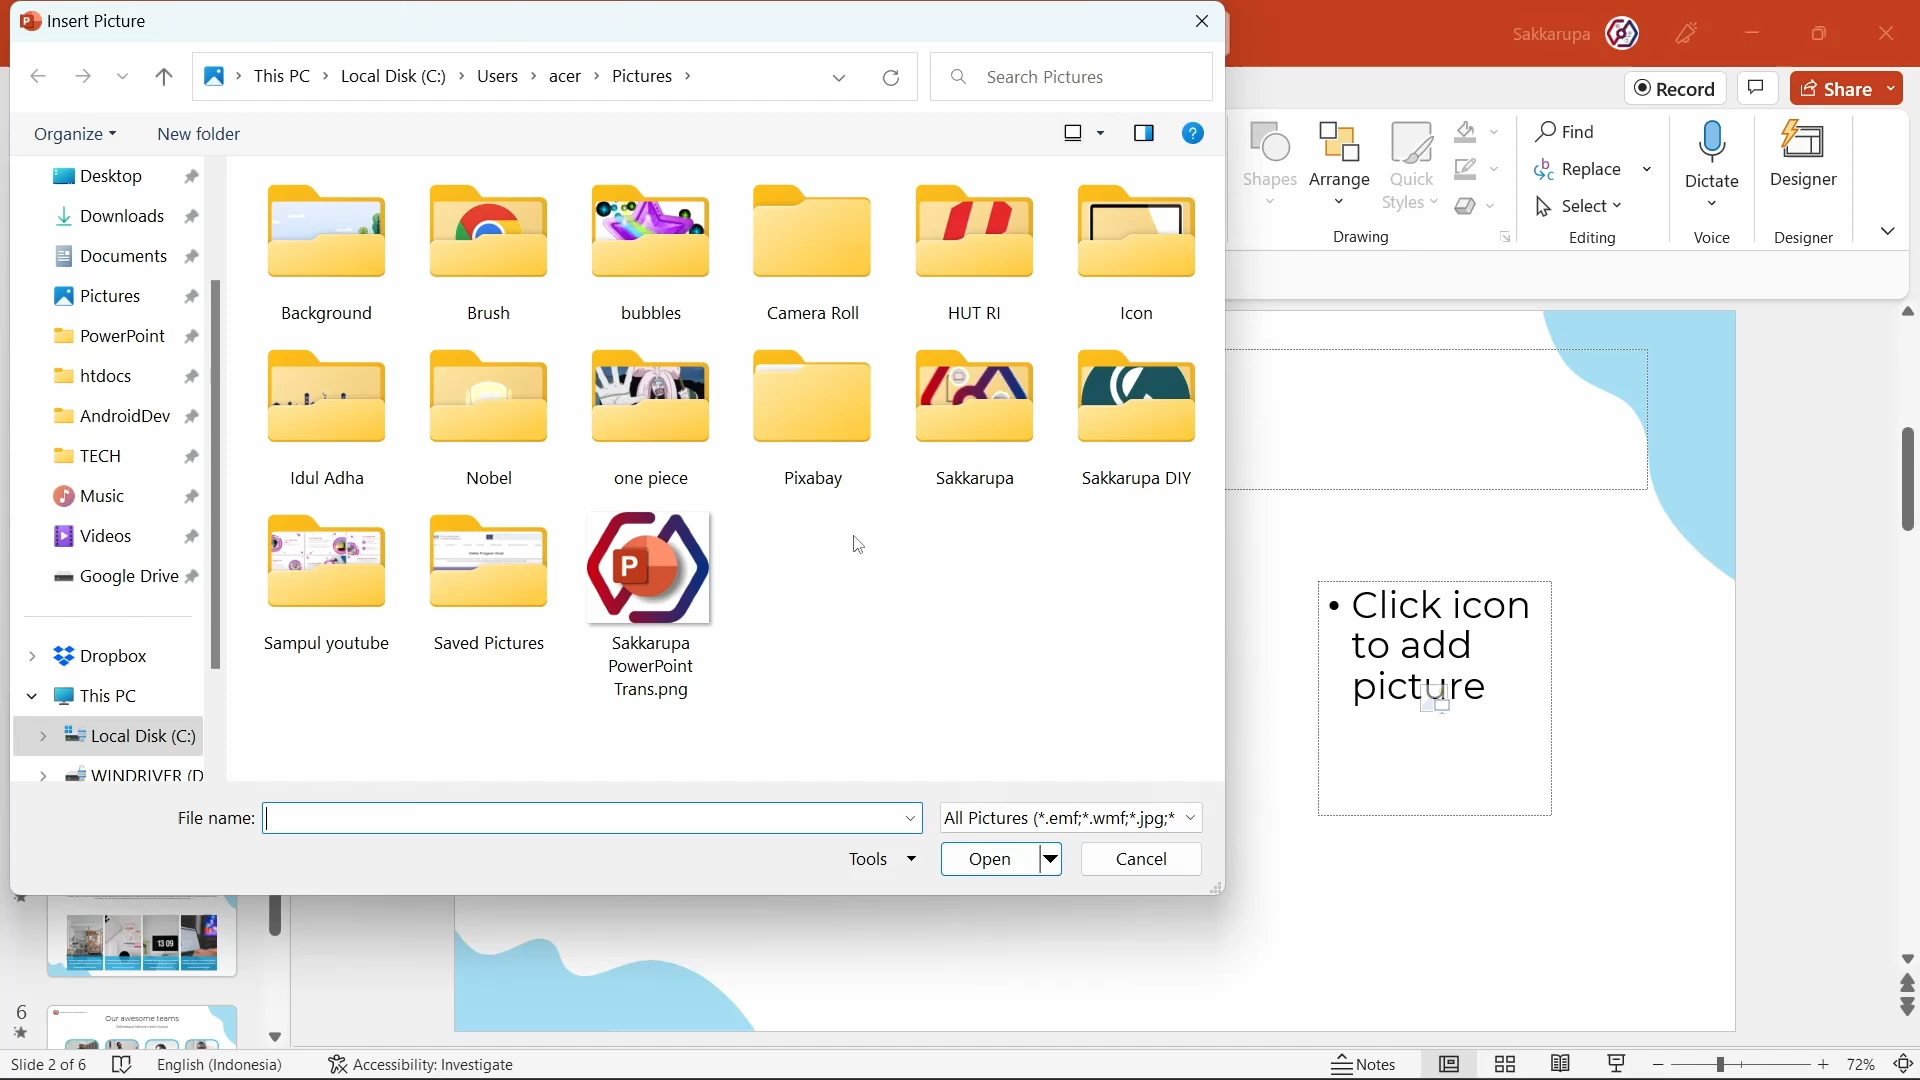 Insert Picture
Sakkarupa
This PC > Local Disk (C:) > Users > acer > Pictures >
Search Pictures
Record
Share
Organize
New folder
Desktop
Downloads
Documents
Pictures
PowerPoint
htdocs
AndroidDev
TECH
Music
Videos
Google Drive
Dropbox
This PC
Local Disk (C:)
WINDRIVER (D
Background
Brush
bubbles
Camera Roll
HUT RI
Icon
Idul Adha
Nobel
one piece
Pixabay
Sakkarupa
Sakkarupa DIY
Sampul youtube
Saved Pictures
P
Sakkarupa
PowerPoint
Trans.png
File name:
All Pictures (*.emf;*.wmf;*.jpg;*
Tools
Open
Cancel
Shapes
Arrange
Quick
Styles
Drawing
Find
Replace
Select
Editing
Dictate
Voice
Designer
Designer
• Click icon
to add
picture
13 09
6
Our awesome teams
Slide 2 of 6
English (Indonesia)
Accessibility: Investigate
Notes
72%